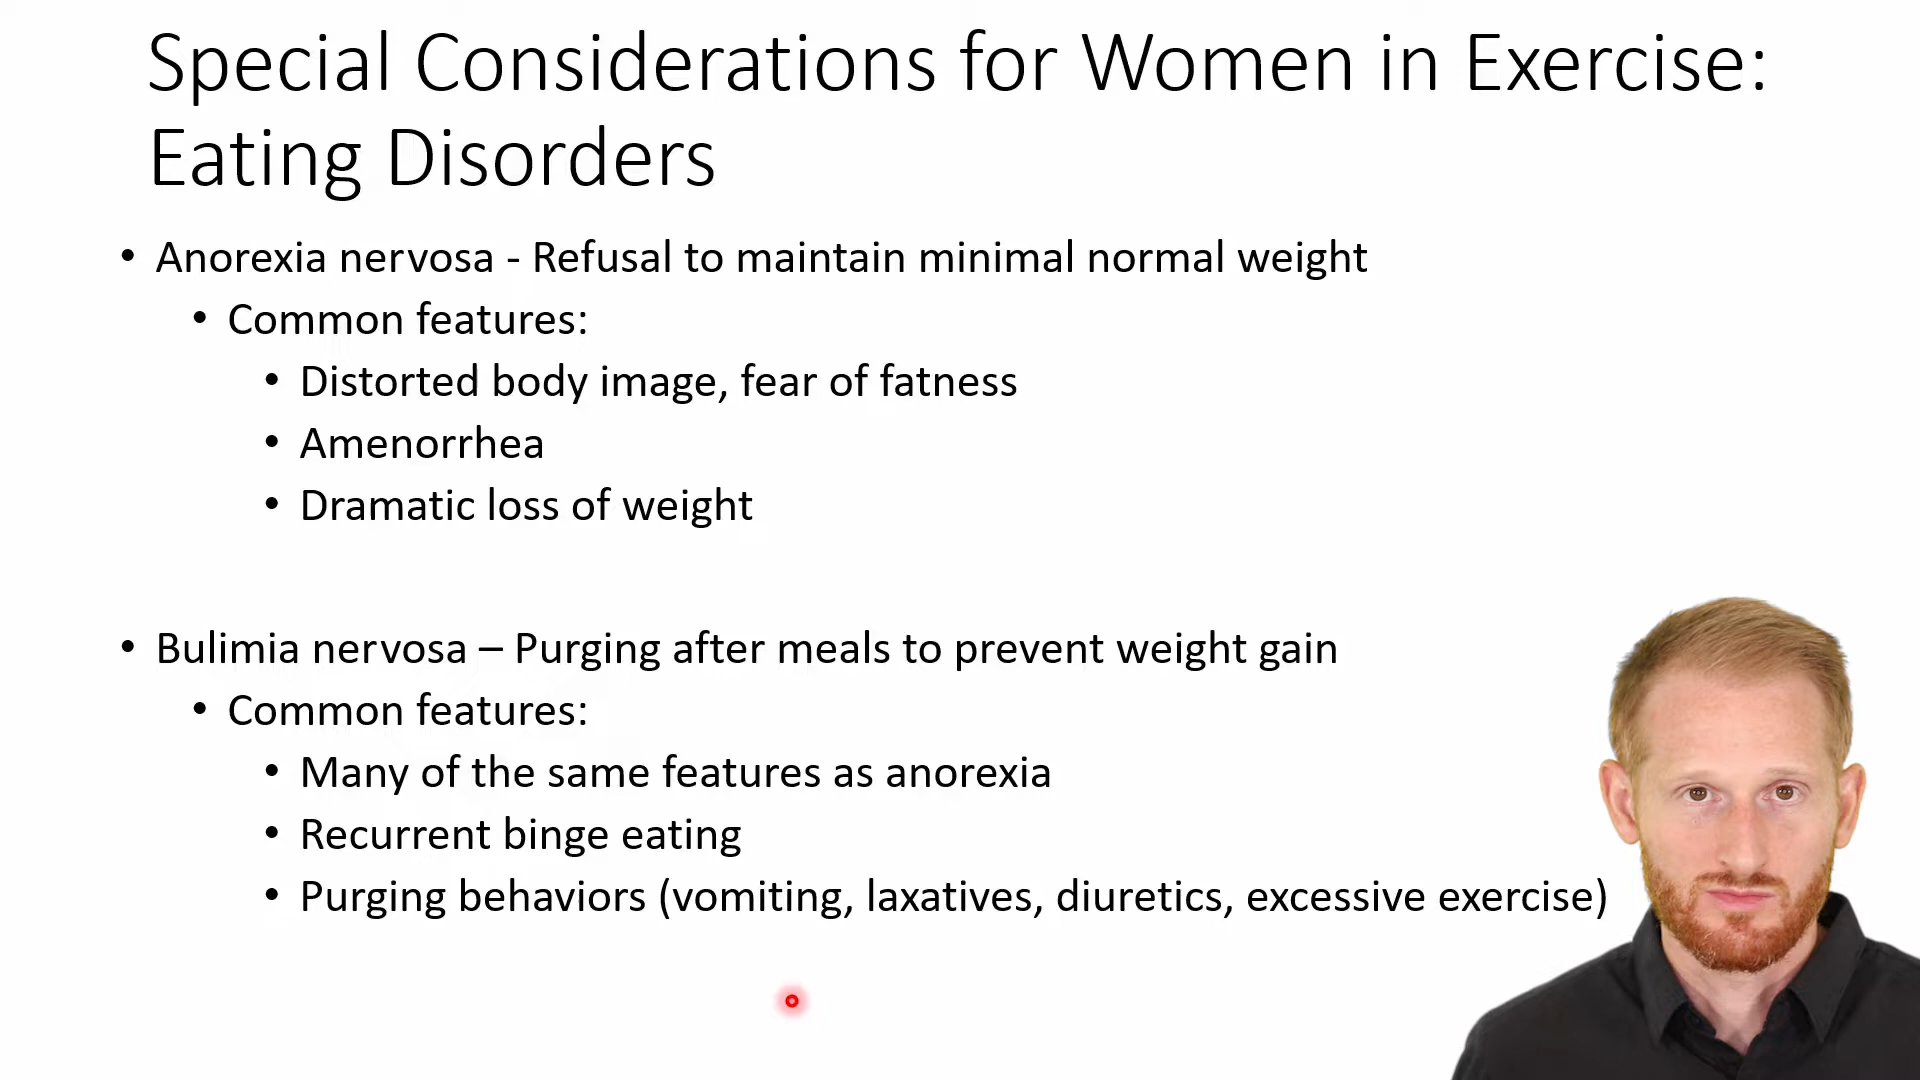 Special Considerations for Women in Exercise:
Eating Disorders
• Anorexia nervosa - Refusal to maintain minimal normal weight
• Common features:
• Distorted body image, fear of fatness
• Amenorrhea
• Dramatic loss of weight
• Bulimia nervosa – Purging after meals to prevent weight gain
• Common features:
• Many of the same features as anorexia
• Recurrent binge eating
• Purging behaviors (vomiting, laxatives, diuretics, excessive exercise)